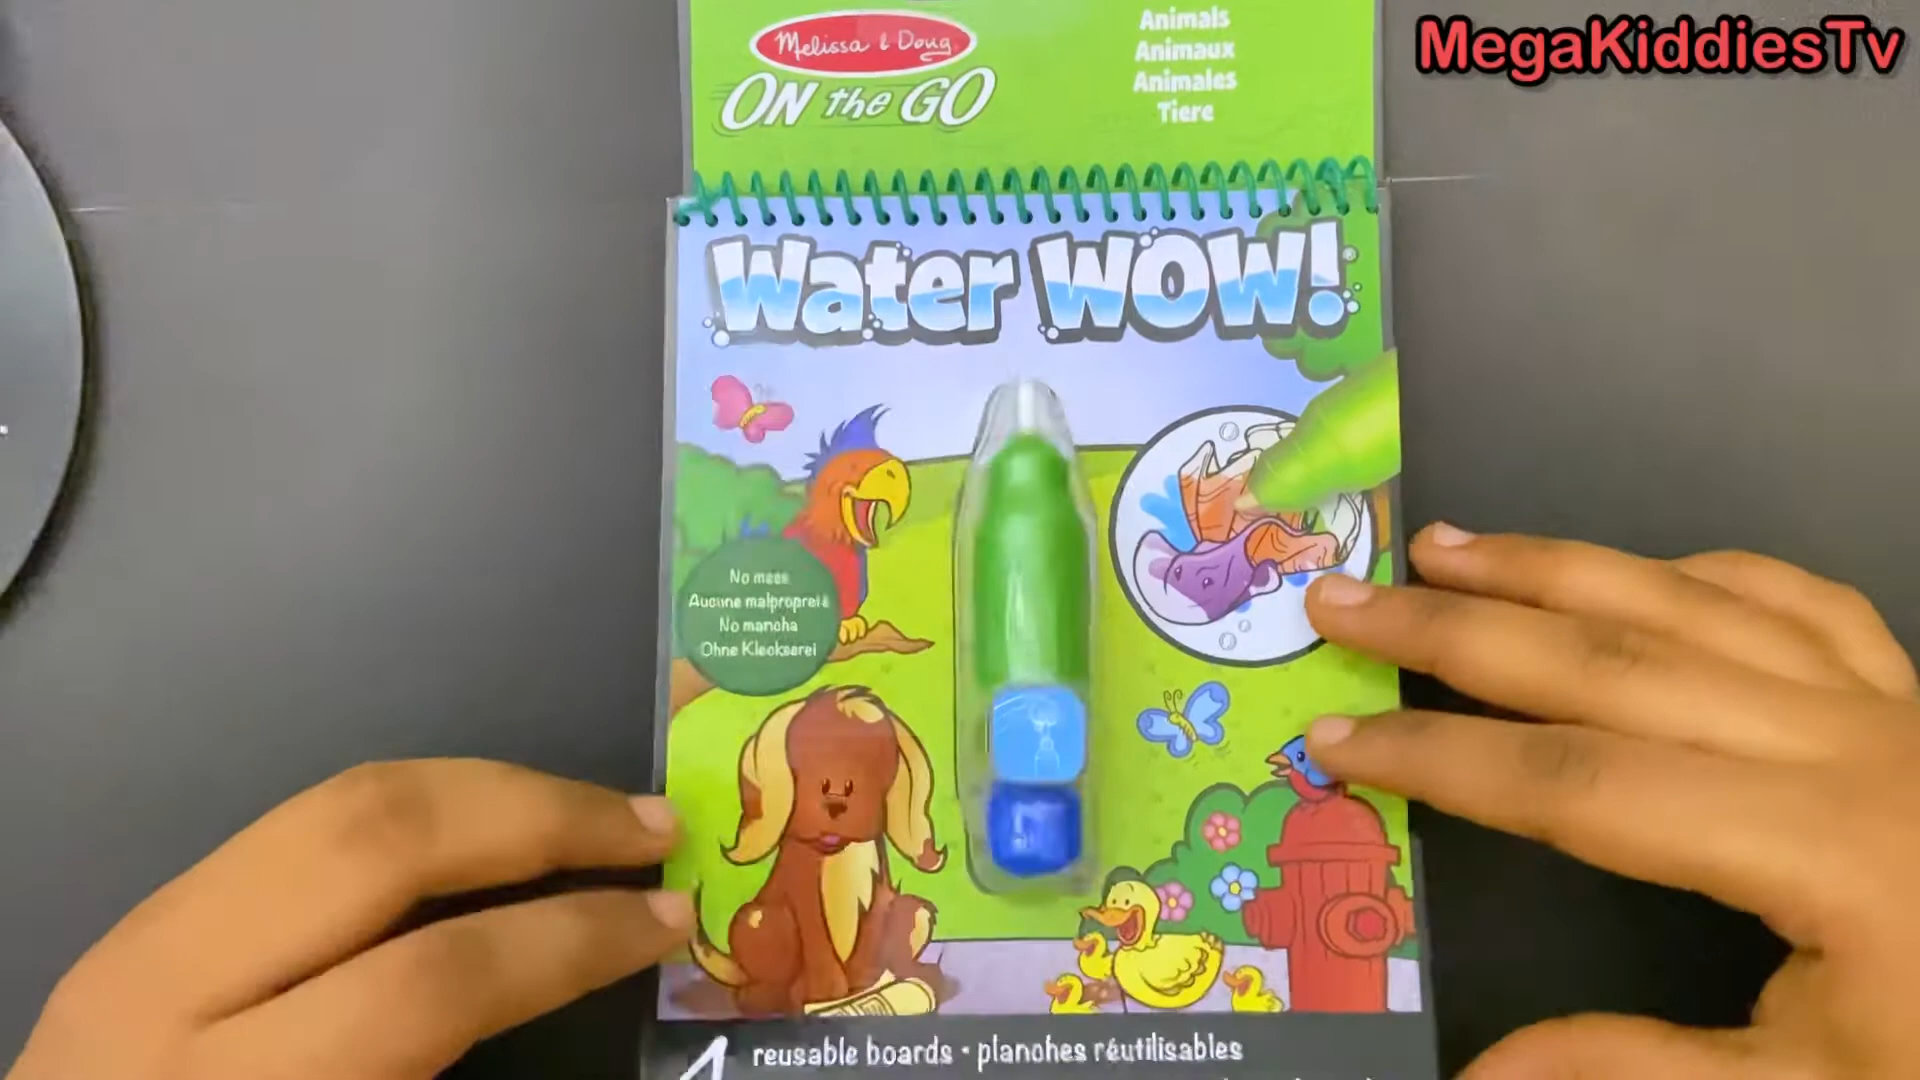 MegaKiddiesTv
Melissa & Doug
ON the GO
Animals
Animaux
Animales
Tiere
Water WOW!
No mess
Aucune malpropreté
No mancha
Ohne Kleckserei
4 reusable boards • planches réutilisables